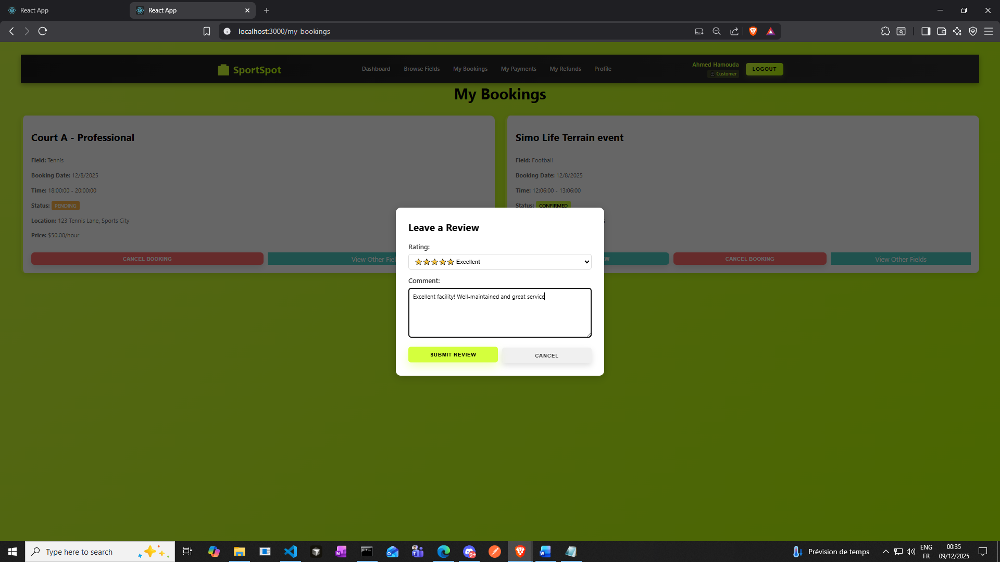 React App
React App
localhost:3000/my-bookings
SportSpot
Dashboard
Browse Fields
My Bookings
My Payments
My Refunds
Profile
Ahmed Hamouda
Customer
LOGOUT
My Bookings
Court A - Professional
Field: Tennis
Booking Date: 12/8/2025
Time: 18:00:00 - 20:00:00
Status: PENDING
Location: 123 Tennis Lane, Sports City
Price: $50.00/hour
CANCEL BOOKING
View Other Fiel
Simo Life Terrain event
Field: Football
Booking Date: 12/8/2025
Time: 12:06:00 - 13:06:00
Status: CONFIRMED
CANCEL BOOKING
View Other Fields
Leave a Review
Rating:
⭐⭐⭐⭐⭐ Excellent
Comment:
Excellent facility! Well-maintained and great service
SUBMIT REVIEW
CANCEL
Type here to search
9+
Prévision de temps
ENG
FR
00:35
09/12/2025